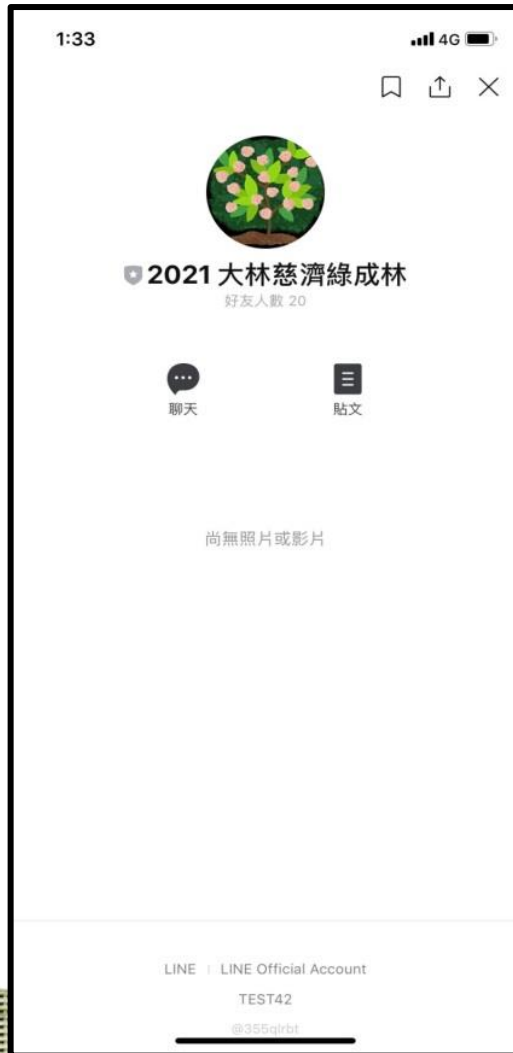 1:33 4G
2021 大林慈濟綠成林
好友人數 20
聊天 貼文
尚無照片或影片
LINE | LINE Official Account
TEST42
@355qlrbt